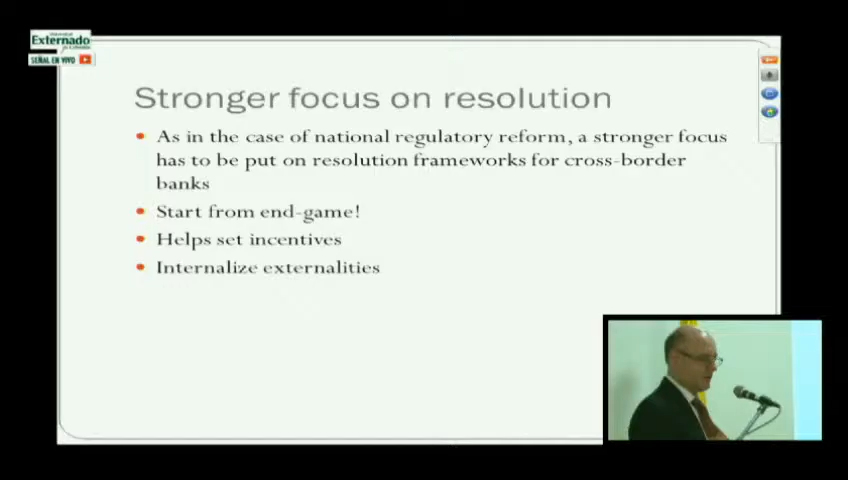 Externado
SEÑAL EN VIVO
Stronger focus on resolution
As in the case of national regulatory reform, a stronger focus
has to be put on resolution frameworks for cross-border
banks
Start from end-game!
Helps set incentives
Internalize externalities